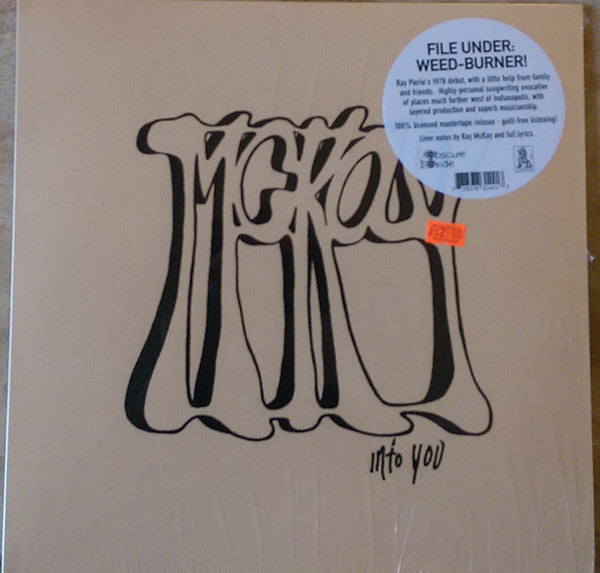 FILE UNDER:
WEED-BURNER!
Ray Pierle's 1978 debut, with a little help from family
and friends. Highly-personal songwriting evocative
of places much further west of Indianapolis, with
layered production and superb musicianship.
100% licensed mastertape reissue - guilt-free listening!
Liner notes by Ray McKay and full lyrics.
McKay
into you